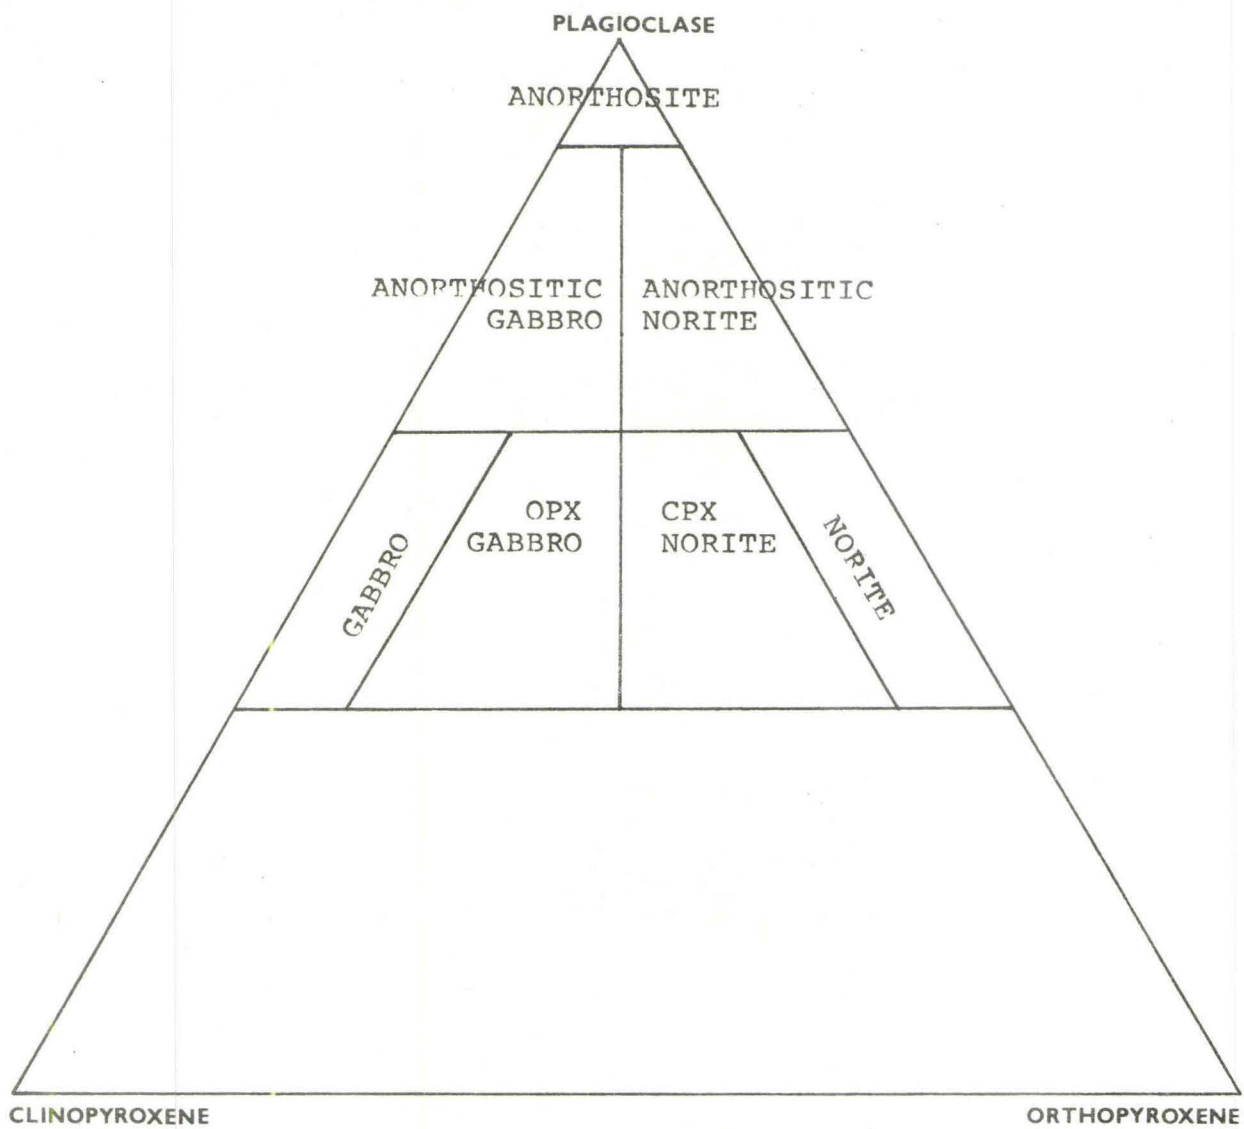 PLAGIOCLASE
ANORTHOSITE
ANORTHOSITIC
GABBRO
ANORTHOSITIC
NORITE
GABBRO
OPX
GABBRO
CPX
NORITE
NORITE
CLINOPYROXENE
ORTHOPYROXENE